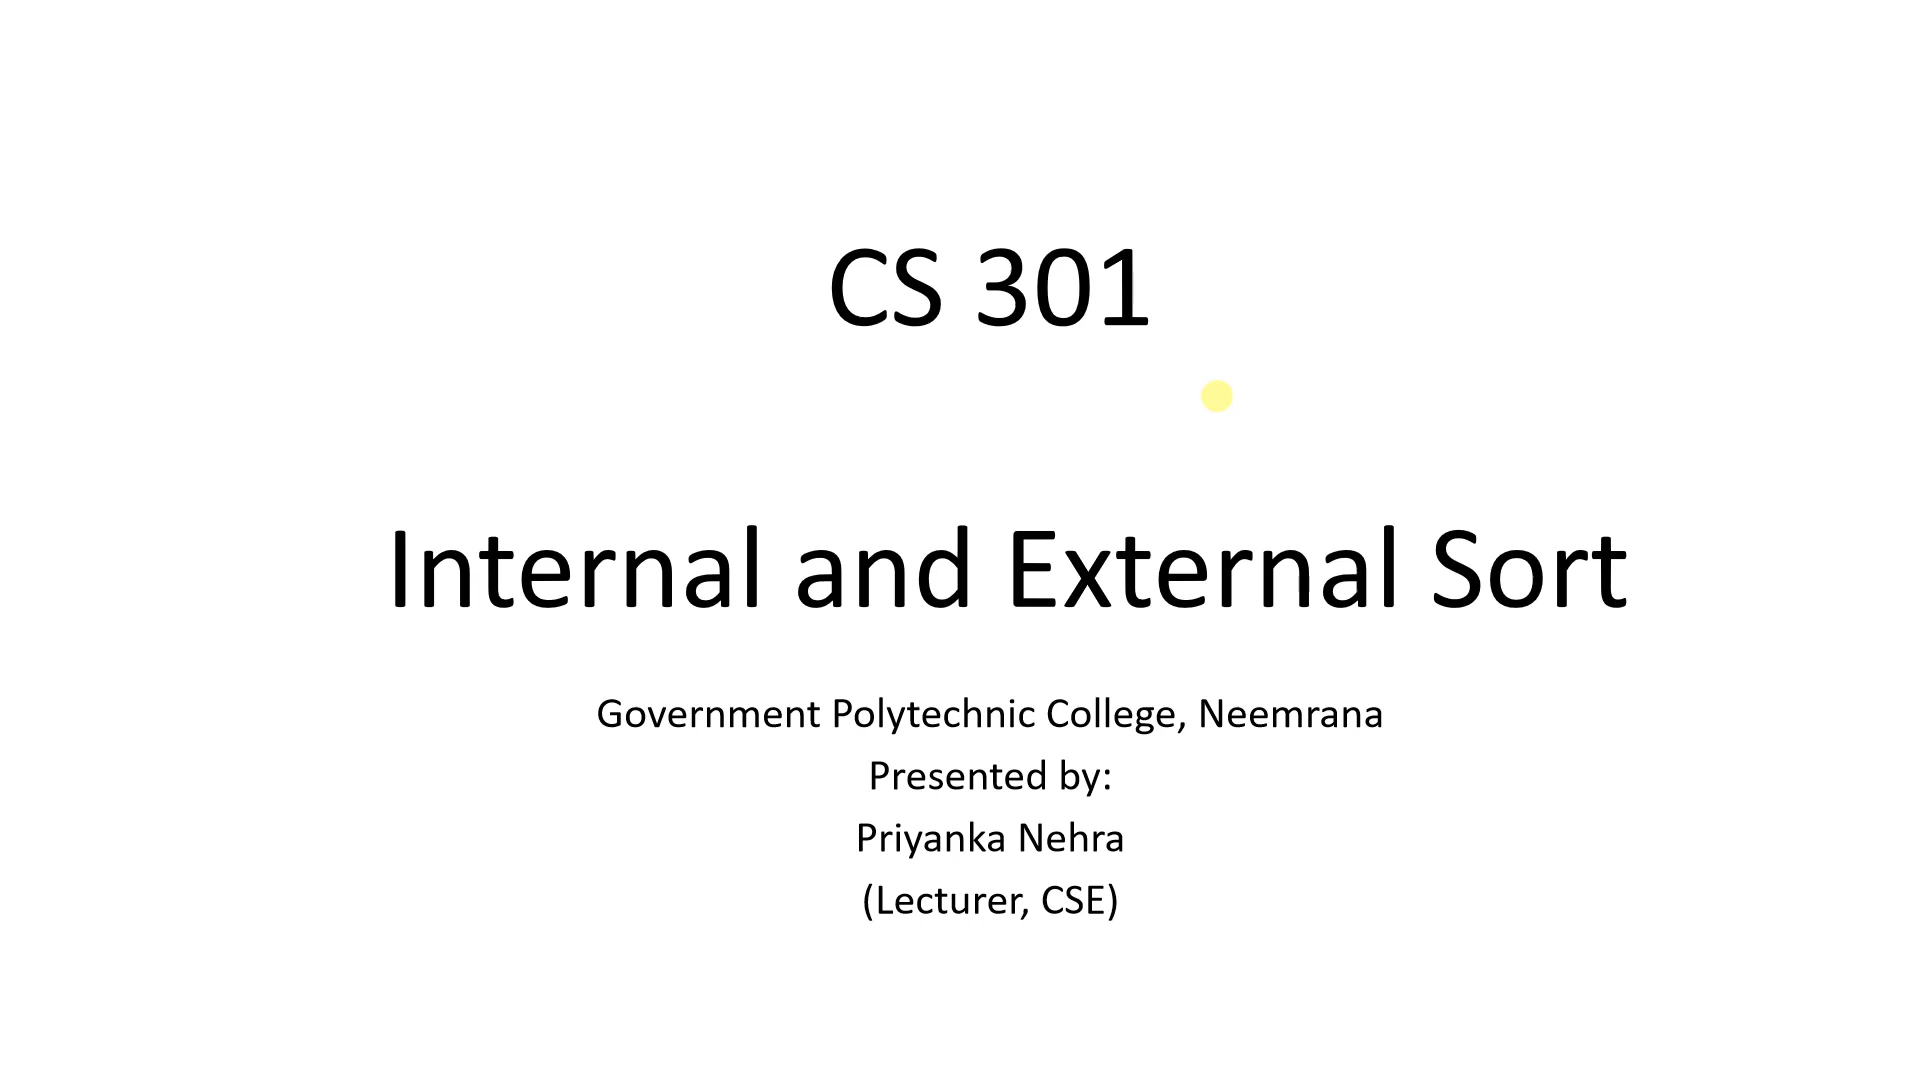 CS 301
Internal and External Sort
Government Polytechnic College, Neemrana
Presented by:
Priyanka Nehra
(Lecturer, CSE)